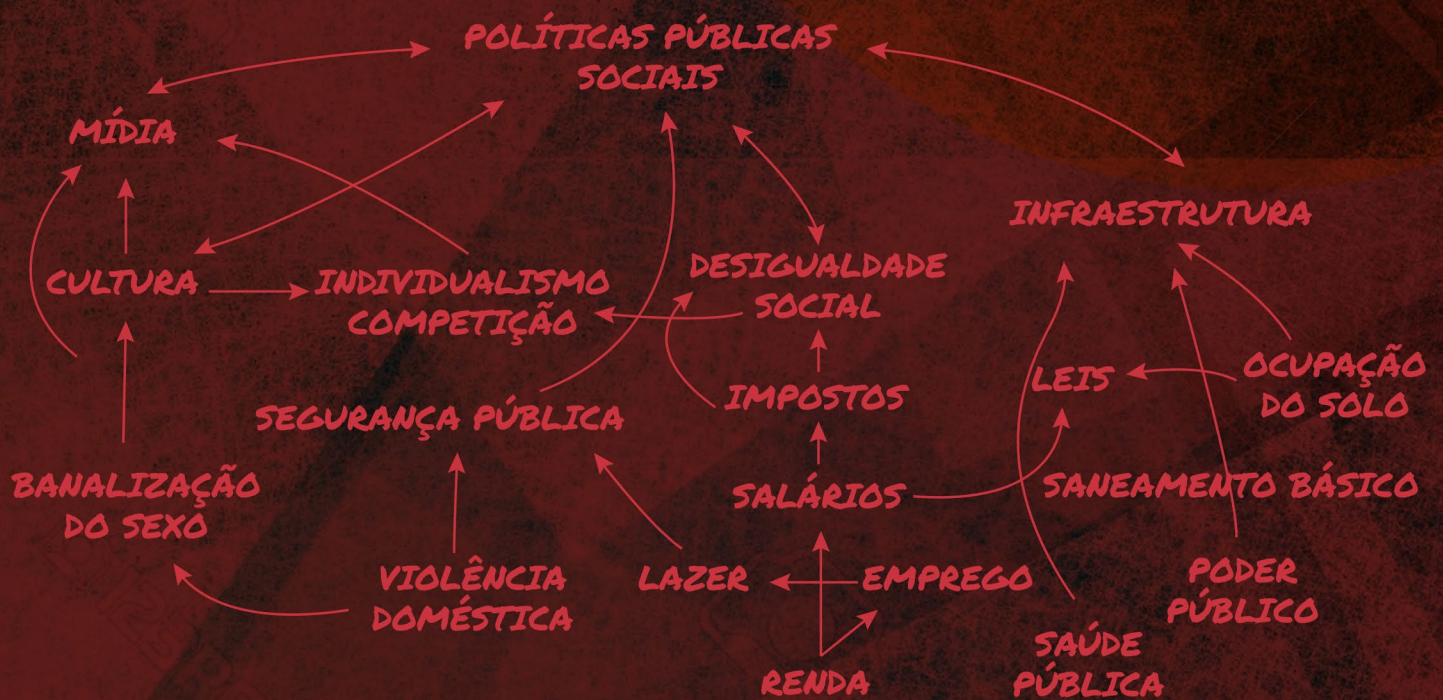 POLÍTICAS PÚBLICAS
SOCIAIS
MÍDIA
INFRAESTRUTURA
CULTURA
INDIVIDUALISMO
COMPETIÇÃO
DESIGUALDADE
SOCIAL
SEGURANÇA PÚBLICA
IMPOSTOS
LEIS
OCUPAÇÃO
DO SOLO
BANALIZAÇÃO
DO SEXO
SALÁRIOS
SANEAMENTO BÁSICO
VIOLÊNCIA
DOMÉSTICA
LAZER
EMPREGO
PODER
PÚBLICO
RENDA
SAÚDE
PÚBLICA